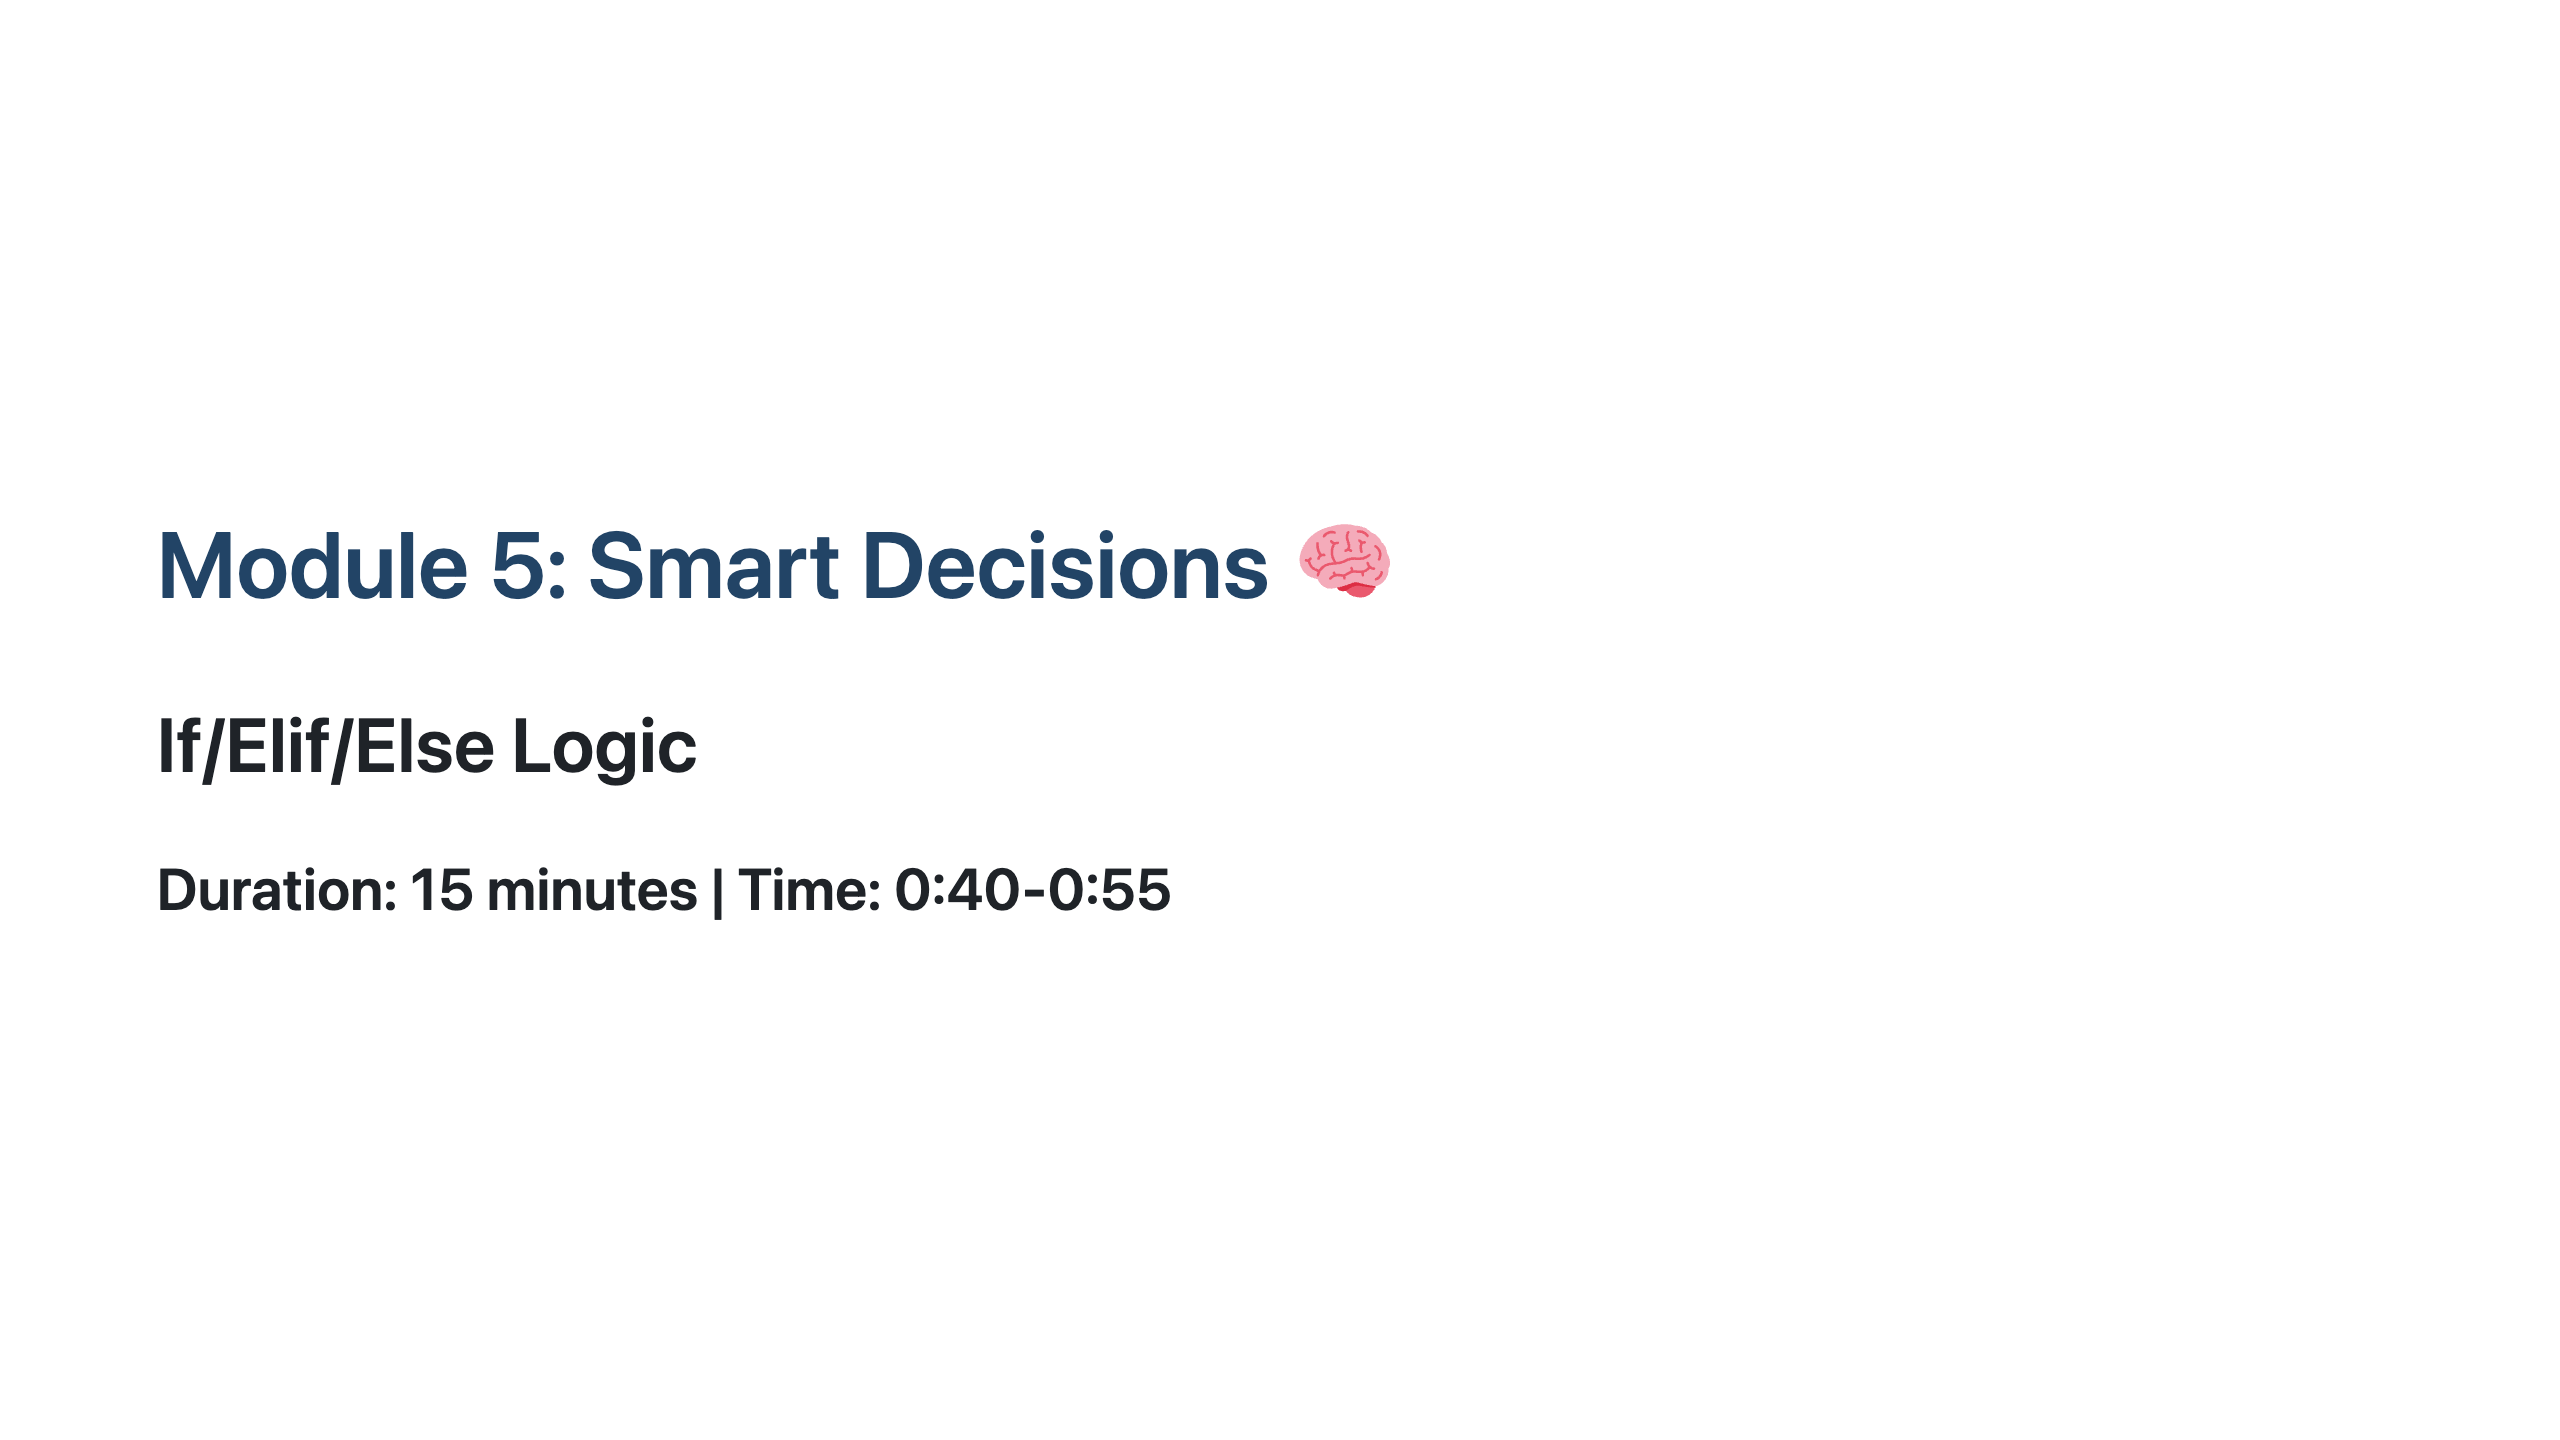 Module 5: Smart Decisions 🧠
If/Elif/Else Logic
Duration: 15 minutes | Time: 0:40-0:55